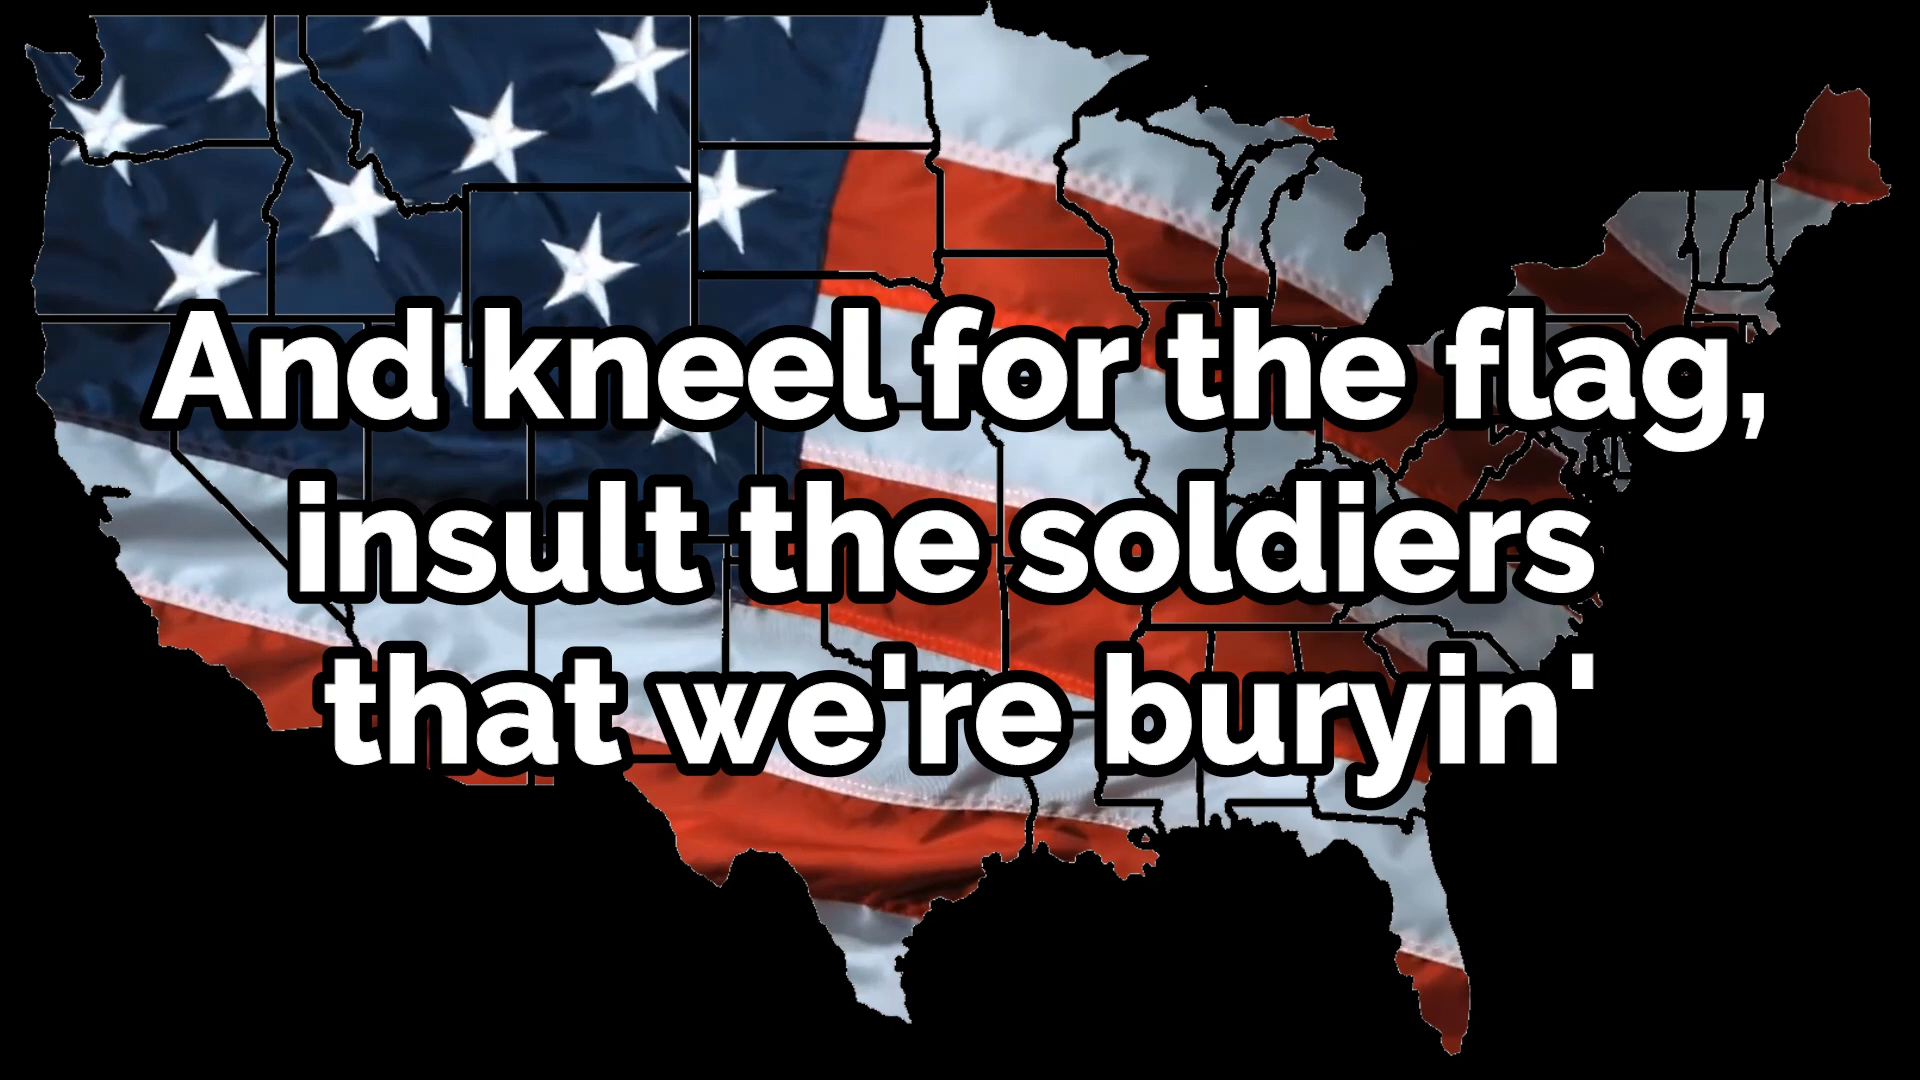 And kneel for the flag,
insult the soldiers
that we're buryin'